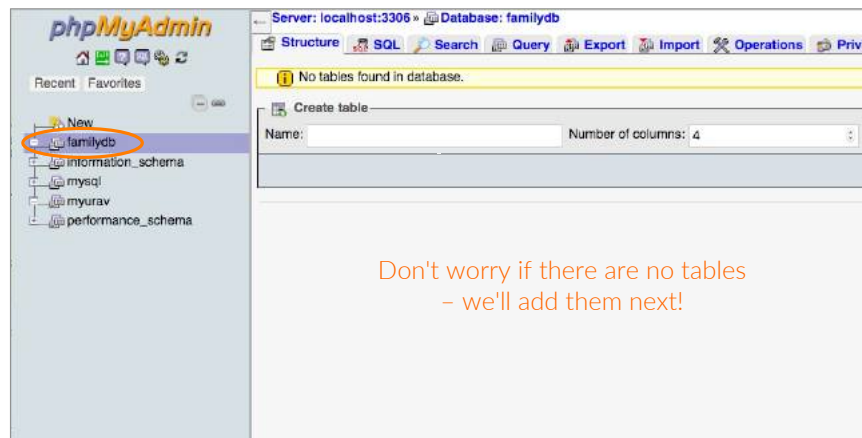 phpMyAdmin
Recent Favorites
New
familydb
information_schema
mysql
myurav
performance_schema
Server: localhost:3306 » Database: familydb
Structure SQL Search Query Export Import Operations Priv
No tables found in database.
Create table
Name: Number of columns: 4
Don't worry if there are no tables
– we'll add them next!